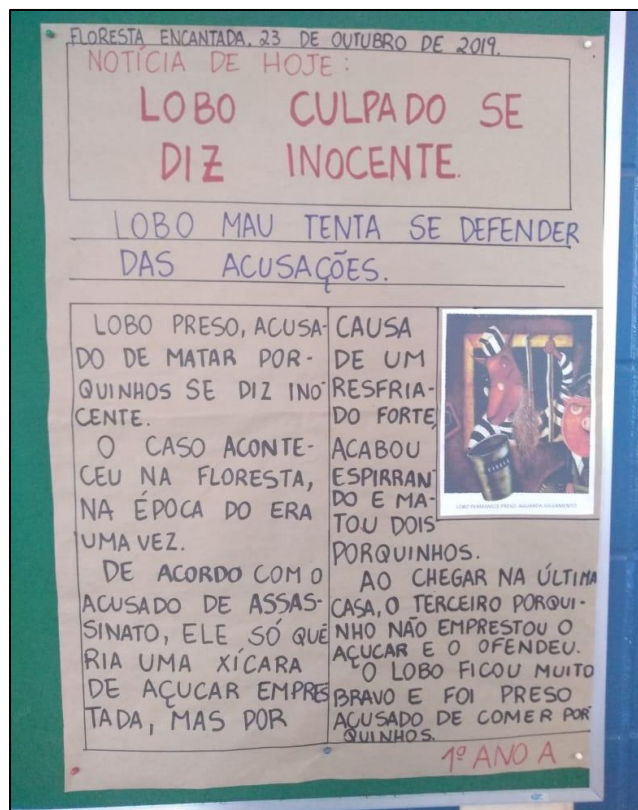 FLORESTA ENCANTADA, 23 DE OUTUBRO DE 2019.
NOTÍCIA DE HOJE:
LOBO CULPADO SE
DIZ INOCENTE.
LOBO MAU TENTA SE DEFENDER
DAS ACUSAÇÕES.
LOBO PRESO, ACUSA-
DO DE MATAR POR-
QUINHOS SE DIZ INO-
CENTE.
O CASO ACONTE-
CEU NA FLORESTA,
NA ÉPOCA DO ERA
UMA VEZ.
DE ACORDO COM O
ACUSADO DE ASSAS-
SINATO, ELE SÓ QUE
RIA UMA XÍCARA
DE AÇUCAR EMPRES
TADA, MAS POR
CAUSA
DE UM
RESFRIA-
DO FORTE,
ACABOU
ESPIRRAN
DO E MA-
TOU DOIS
PORQUINHOS.
AO CHEGAR NA ÚLTIMA
CASA, O TERCEIRO PORQUI-
NHO NÃO EMPRESTOU O
AÇUCAR E O OFENDEU.
O LOBO FICOU MUITO
BRAVO E FOI PRESO
ACUSADO DE COMER POR
QUINHOS.
LOBO PERMANECE PRESO AGUARDA JULGAMENTO
1º ANO A